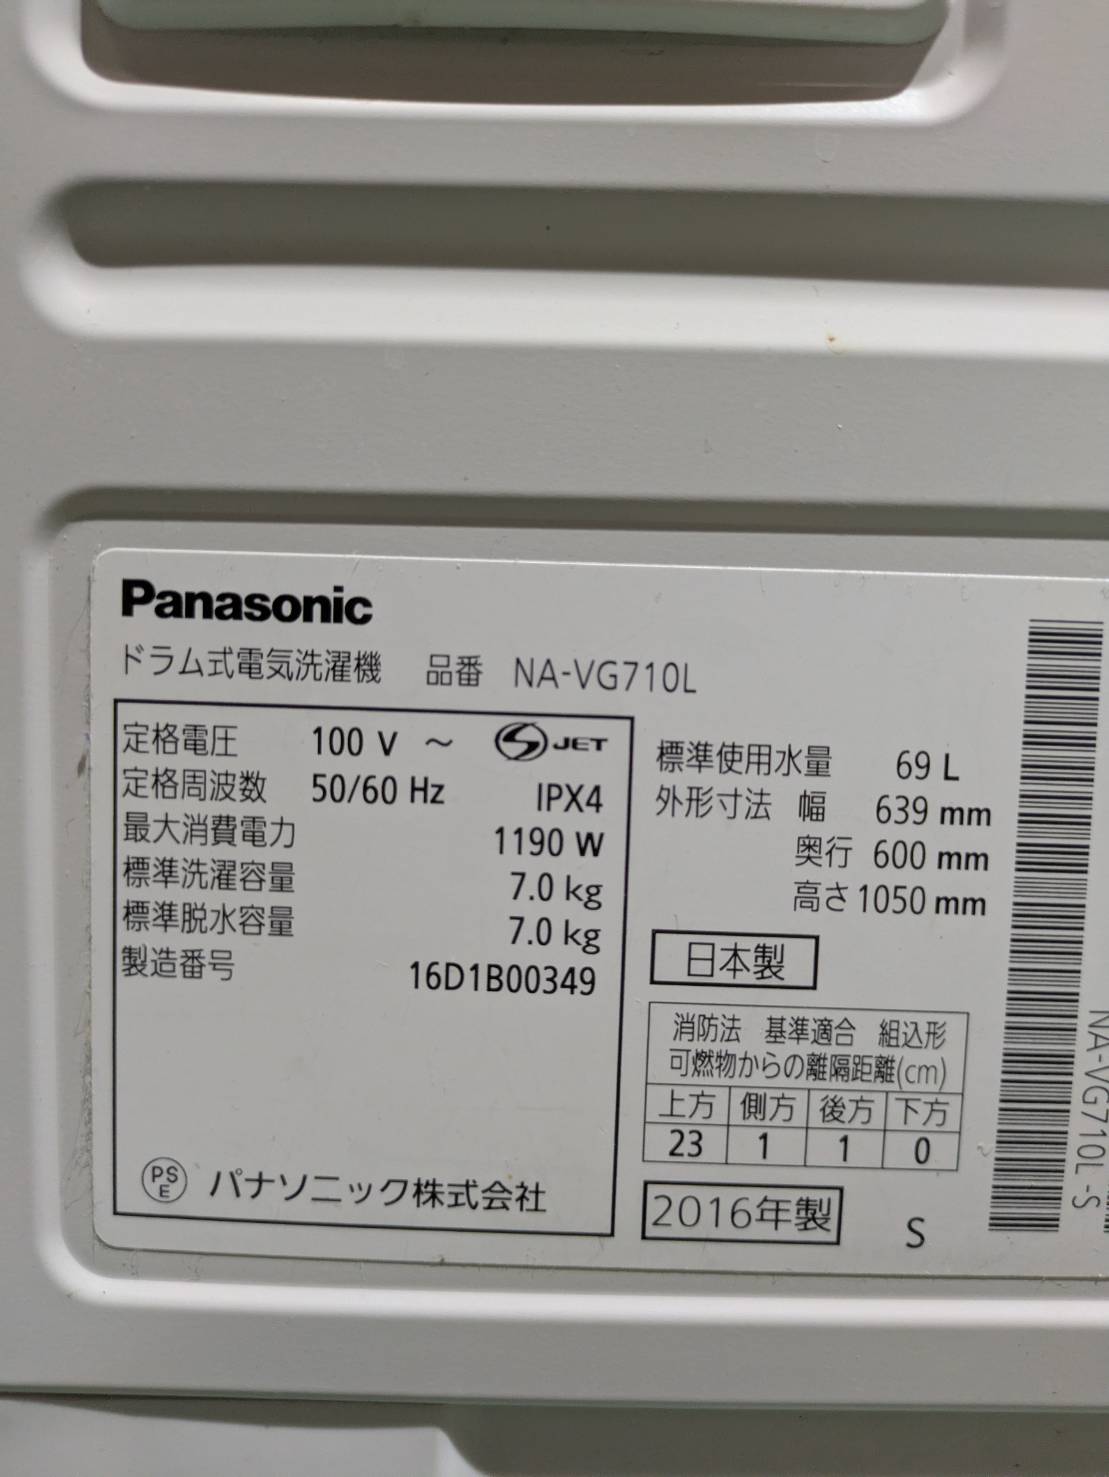 Panasonic
ドラム式電気洗濯機 品番 NA-VG710L
定格電圧 100 V ～ S JET
定格周波数 50/60 Hz IPX4
最大消費電力 1190 W
標準洗濯容量 7.0 kg
標準脱水容量 7.0 kg
製造番号 16D1B00349
PS E パナソニック株式会社
標準使用水量 69 L
外形寸法 幅 639 mm
奥行 600 mm
高さ 1050 mm
日本製
消防法 基準適合 組込形
可燃物からの離隔距離(cm)
上方 側方 後方 下方
23 1 1 0
2016年製 S
NA-VG710L-S